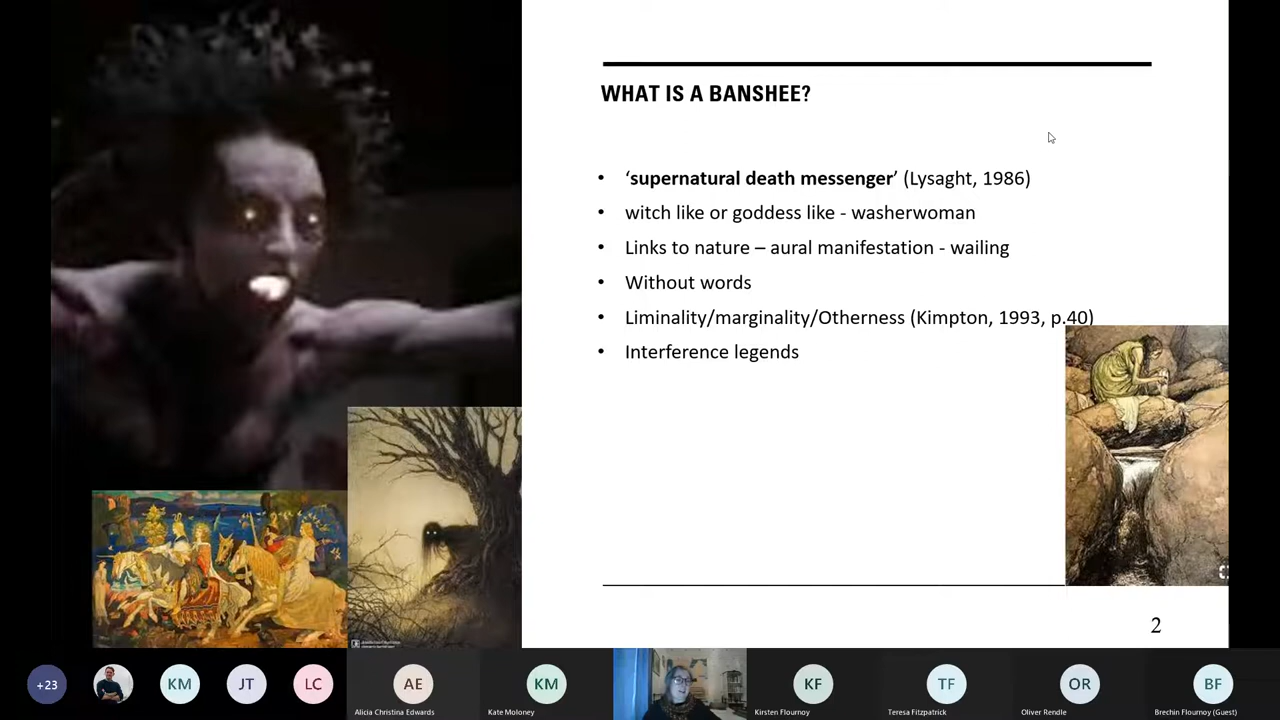 WHAT IS A BANSHEE?
• ‘supernatural death messenger’ (Lysaght, 1986)
• witch like or goddess like - washerwoman
• Links to nature – aural manifestation - wailing
• Without words
• Liminality/marginality/Otherness (Kimpton, 1993, p.40)
• Interference legends
2
+23
KM
JT
LC
AE
KM
KF
TF
OR
BF
Alicia Christina Edwards
Kate Moloney
Kirsten Flournoy
Teresa Fitzpatrick
Oliver Rendle
Brechin Flournoy (Guest)